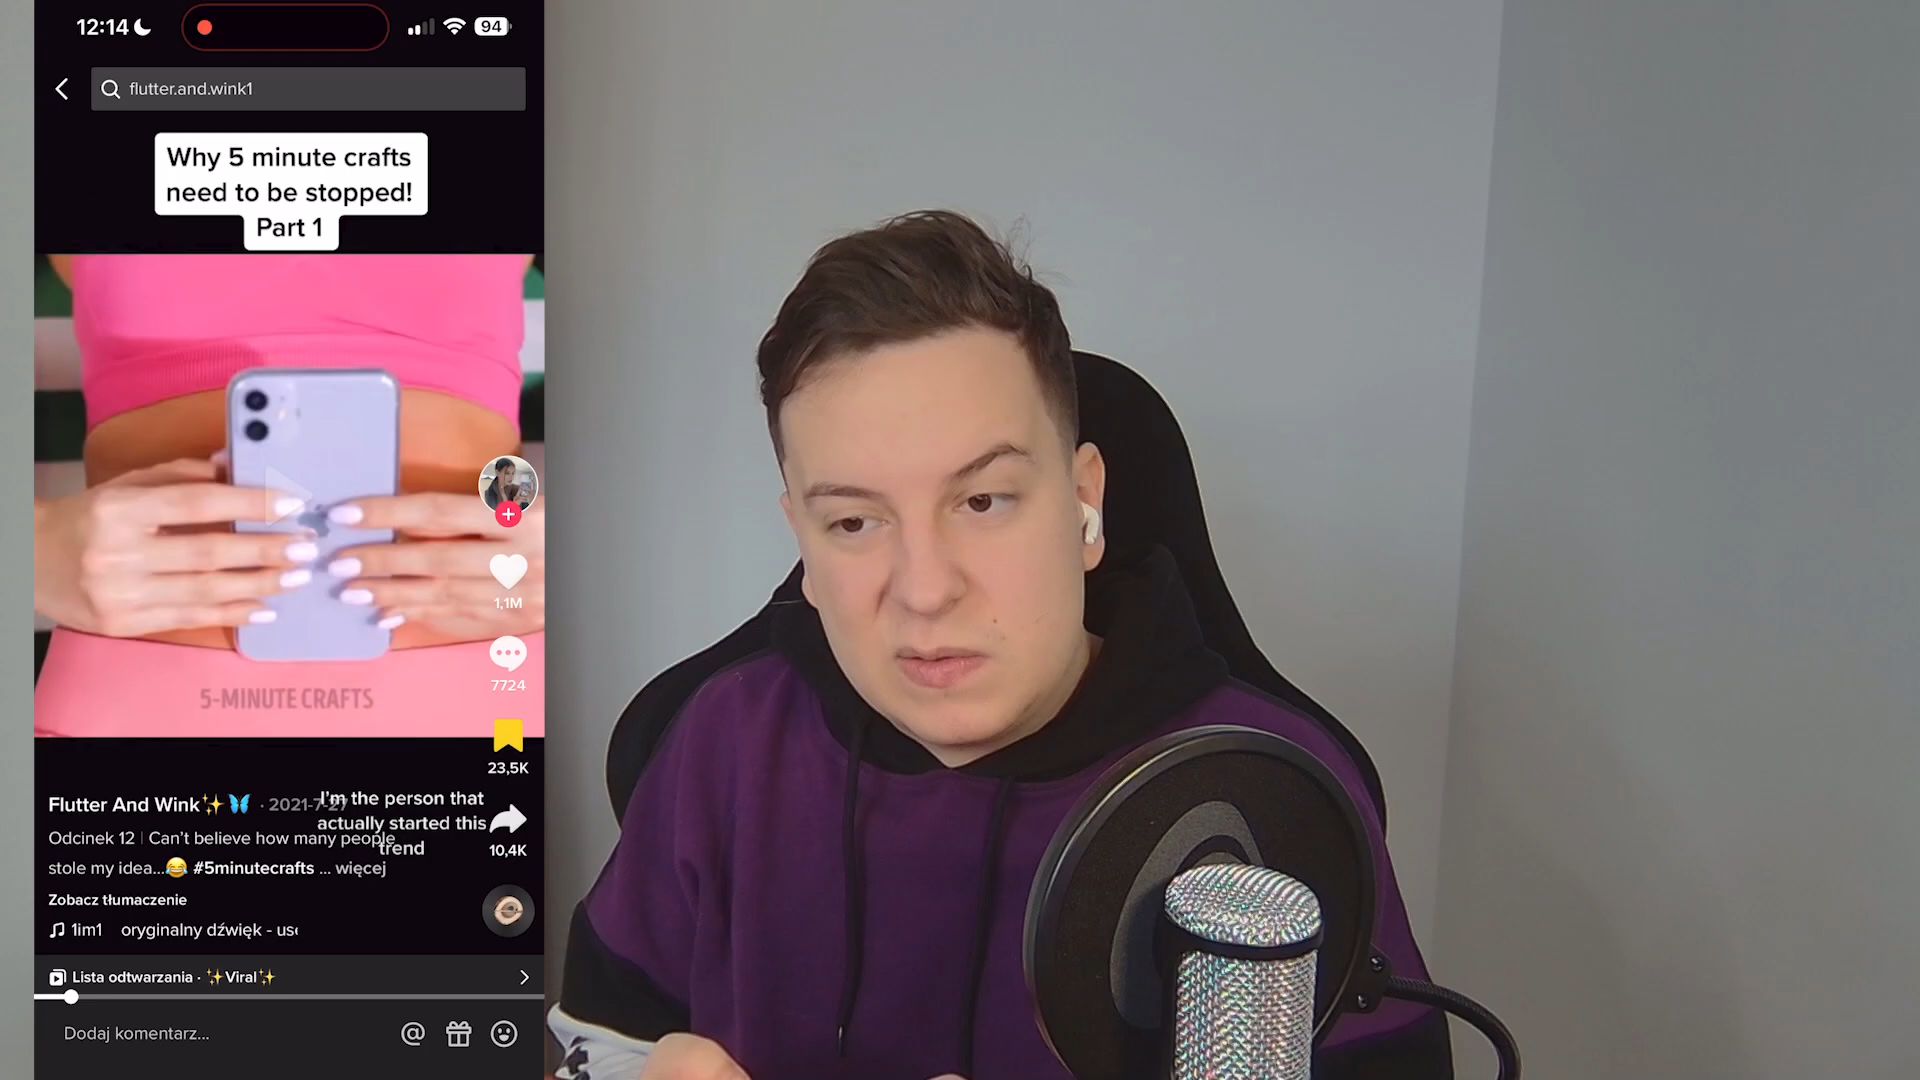 12:14
94
flutter.and.wink1
Why 5 minute crafts
need to be stopped!
Part 1
5-MINUTE CRAFTS
1,1M
7724
23,5K
10,4K
I'm the person that
actually started this
trend
Flutter And Wink✨🦋 · 2021-7-27
Odcinek 12 | Can't believe how many people
stole my idea...😂 #5minutecrafts ... więcej
Zobacz tłumaczenie
1im1 oryginalny dźwięk - us
Lista odtwarzania · ✨Viral✨
Dodaj komentarz...